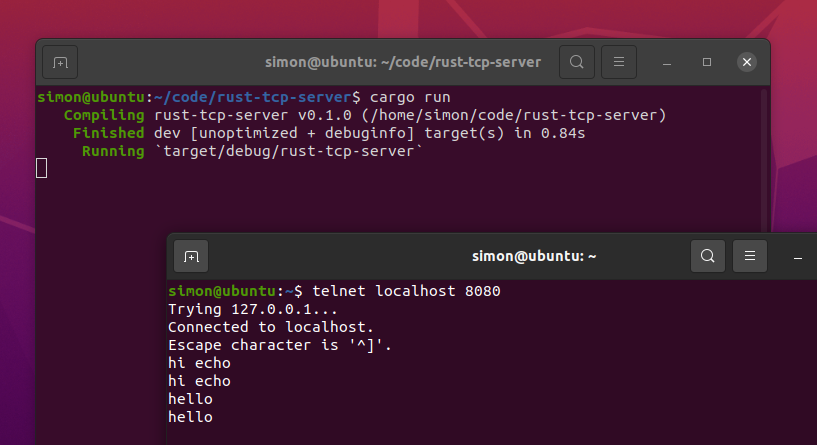 simon@ubuntu: ~/code/rust-tcp-server
simon@ubuntu:~/code/rust-tcp-server$ cargo run
   Compiling rust-tcp-server v0.1.0 (/home/simon/code/rust-tcp-server)
    Finished dev [unoptimized + debuginfo] target(s) in 0.84s
     Running `target/debug/rust-tcp-server`
simon@ubuntu: ~
simon@ubuntu:~$ telnet localhost 8080
Trying 127.0.0.1...
Connected to localhost.
Escape character is '^]'.
hi echo
hi echo
hello
hello